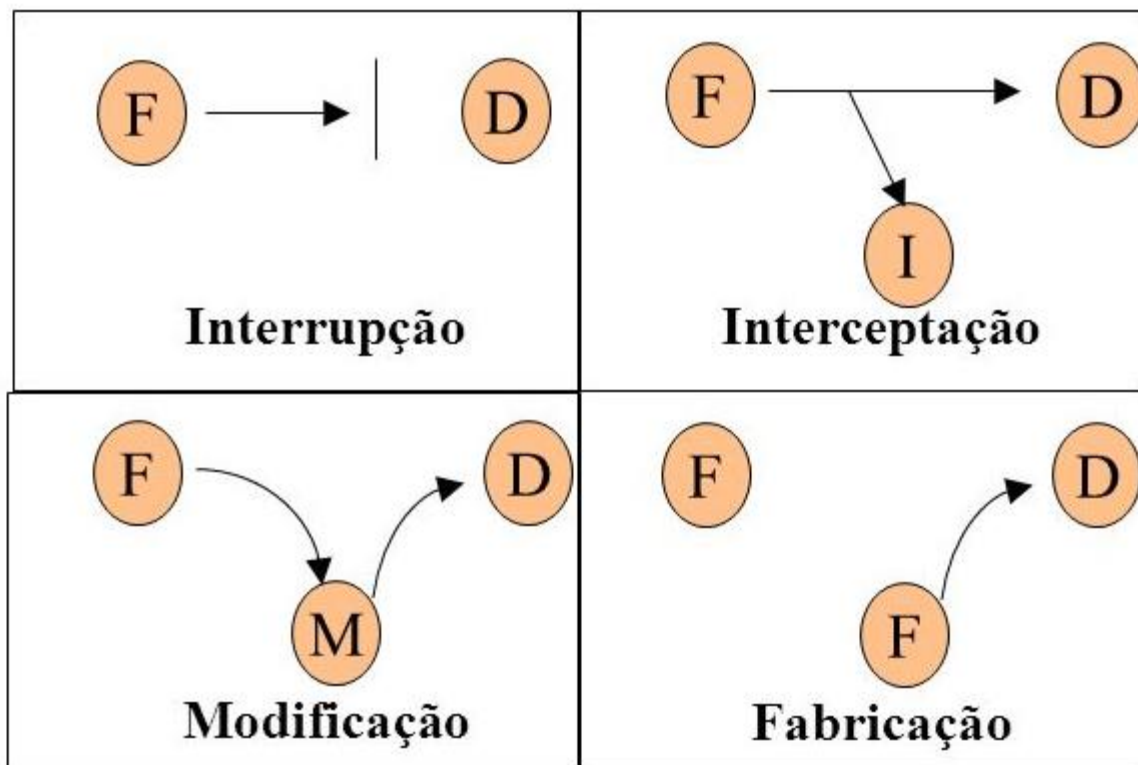 F D
Interrupção
F D
I
Interceptação
F D
M
Modificação
F D
F
Fabricação